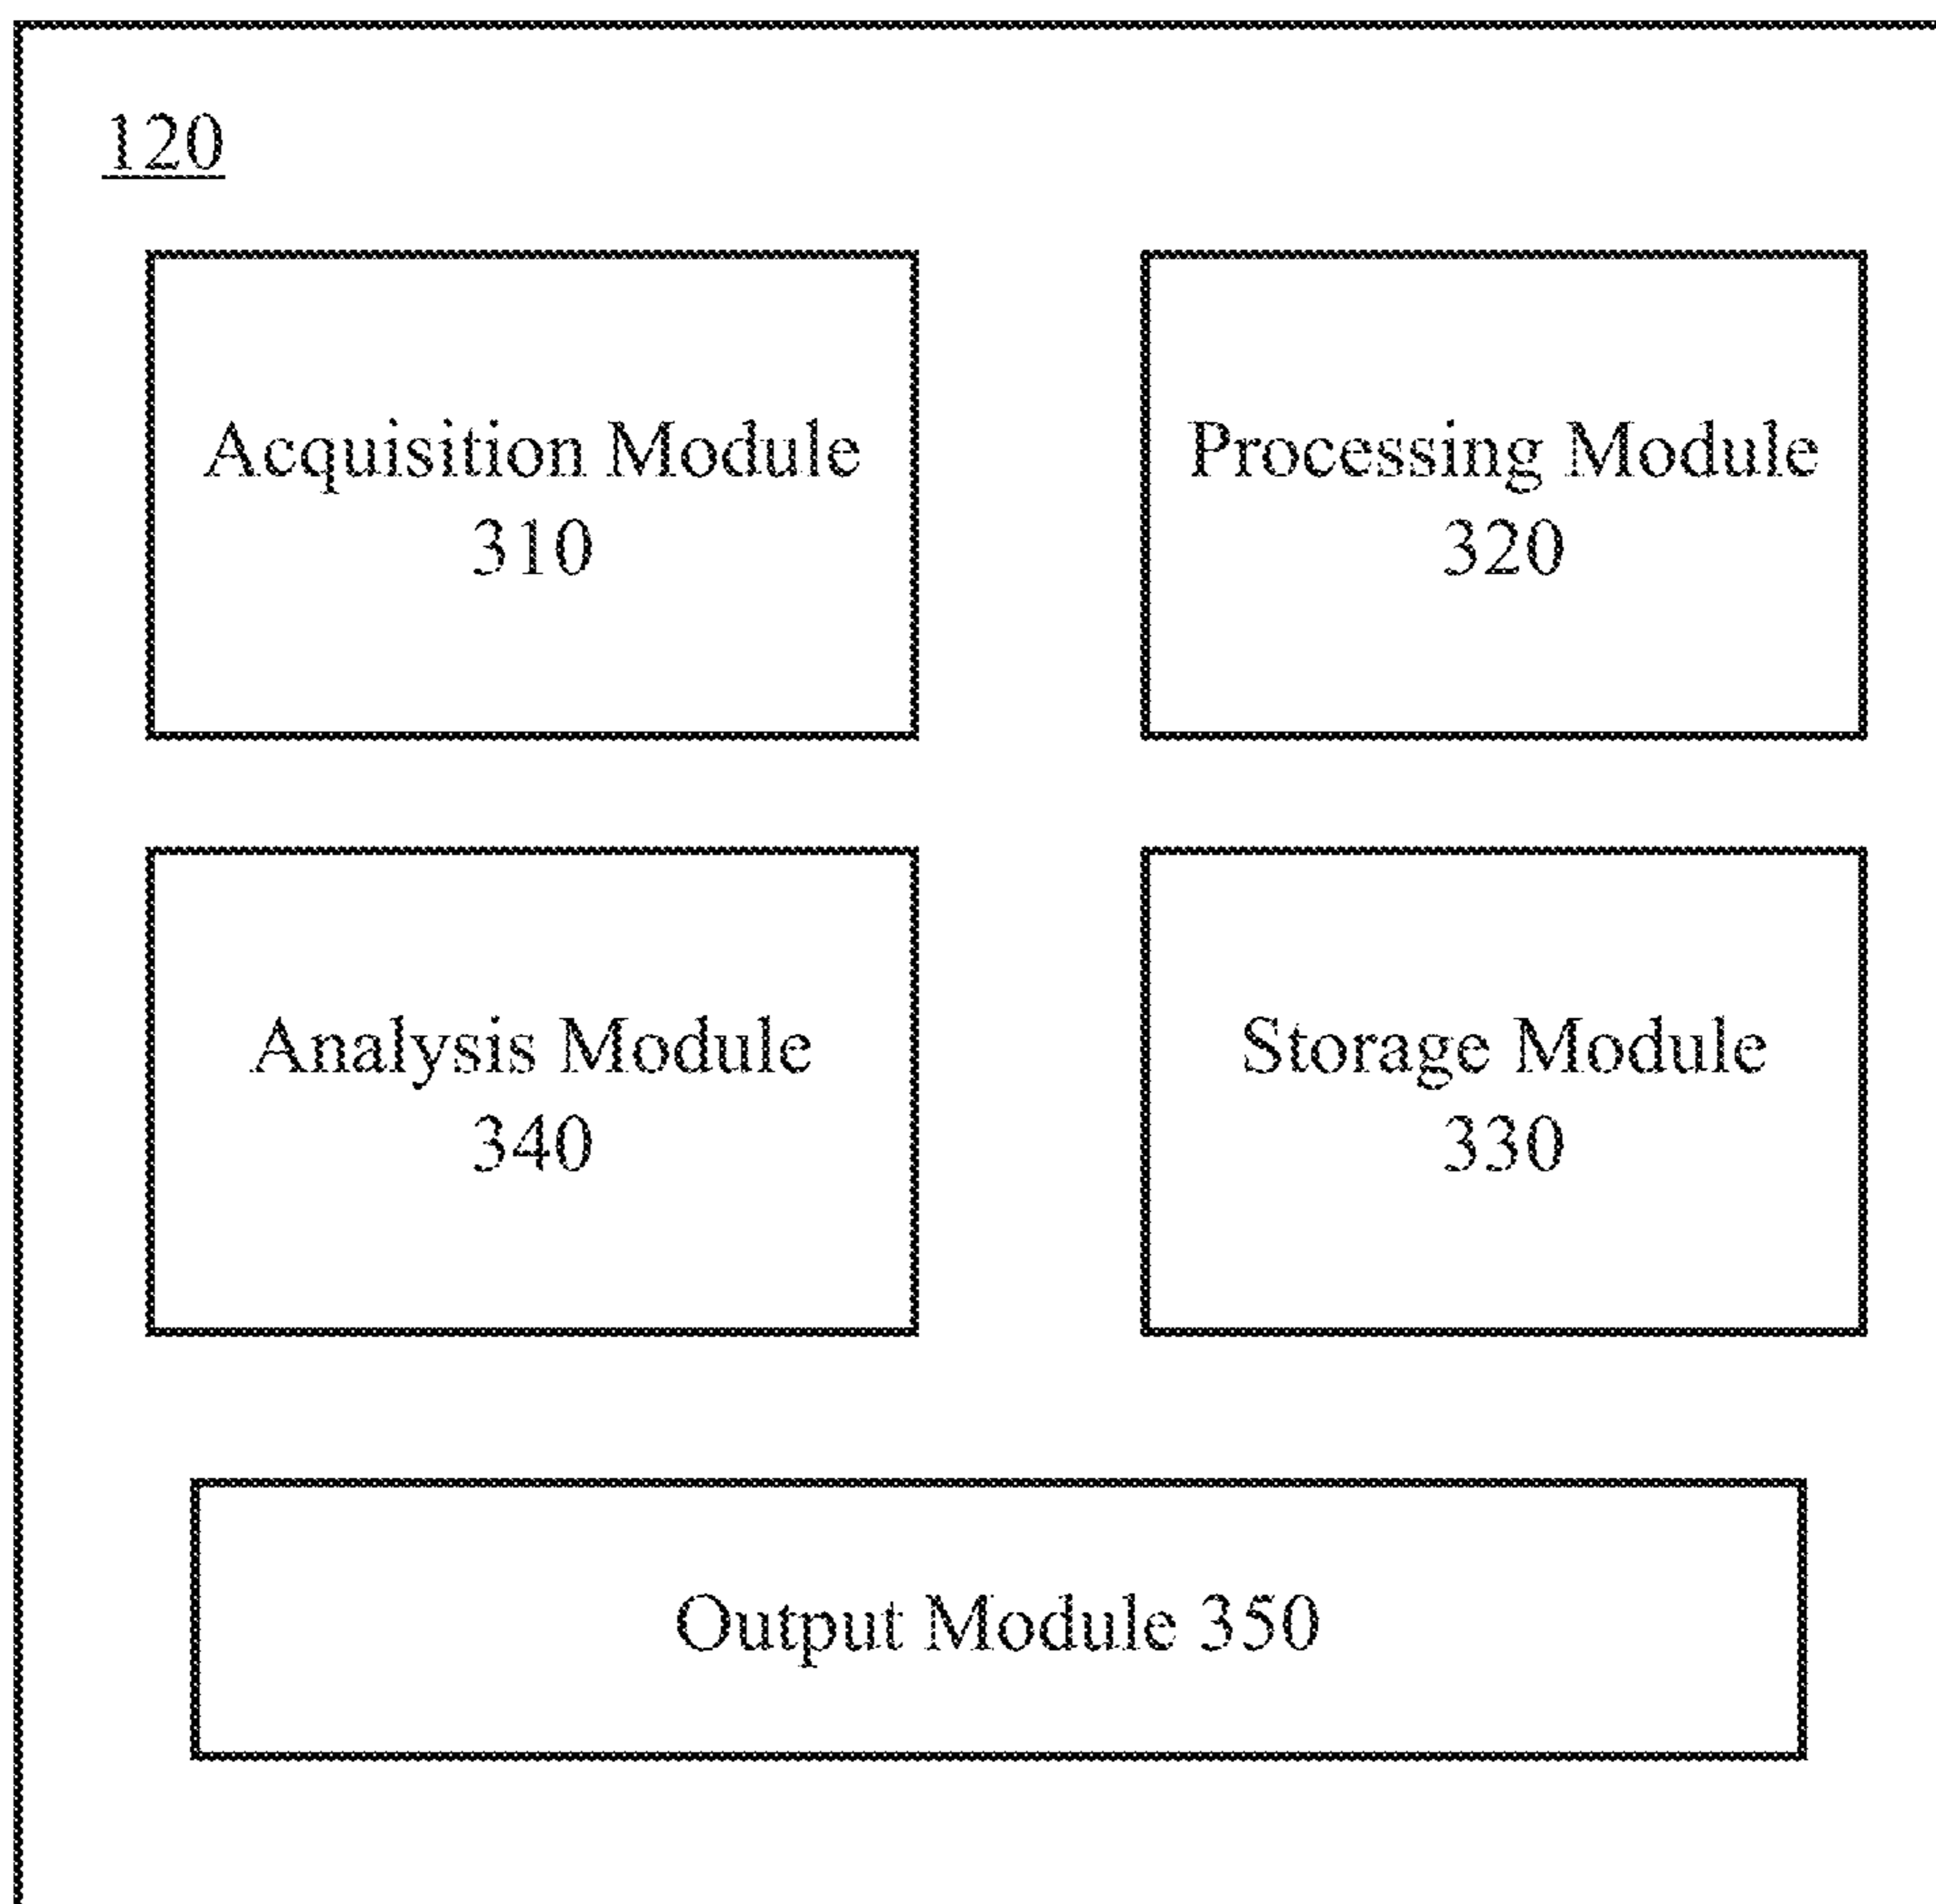 120
Acquisition Module
310
Processing Module
320
Analysis Module
340
Storage Module
330
Output Module 350